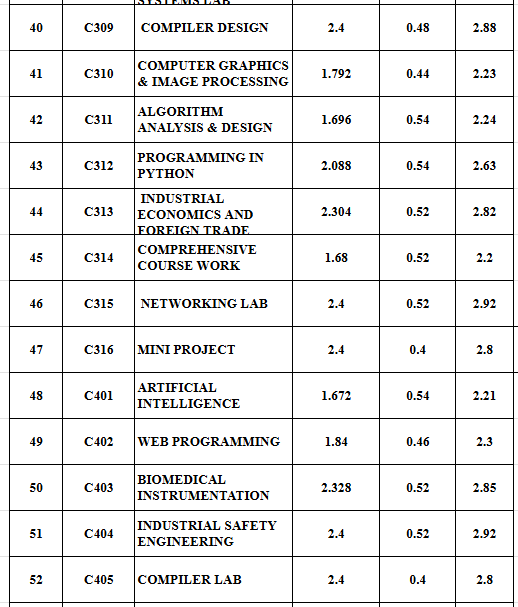 SYSTEMS LAB
40 C309 COMPILER DESIGN 2.4 0.48 2.88
41 C310 COMPUTER GRAPHICS & IMAGE PROCESSING 1.792 0.44 2.23
42 C311 ALGORITHM ANALYSIS & DESIGN 1.696 0.54 2.24
43 C312 PROGRAMMING IN PYTHON 2.088 0.54 2.63
44 C313 INDUSTRIAL ECONOMICS AND FOREIGN TRADE 2.304 0.52 2.82
45 C314 COMPREHENSIVE COURSE WORK 1.68 0.52 2.2
46 C315 NETWORKING LAB 2.4 0.52 2.92
47 C316 MINI PROJECT 2.4 0.4 2.8
48 C401 ARTIFICIAL INTELLIGENCE 1.672 0.54 2.21
49 C402 WEB PROGRAMMING 1.84 0.46 2.3
50 C403 BIOMEDICAL INSTRUMENTATION 2.328 0.52 2.85
51 C404 INDUSTRIAL SAFETY ENGINEERING 2.4 0.52 2.92
52 C405 COMPILER LAB 2.4 0.4 2.8